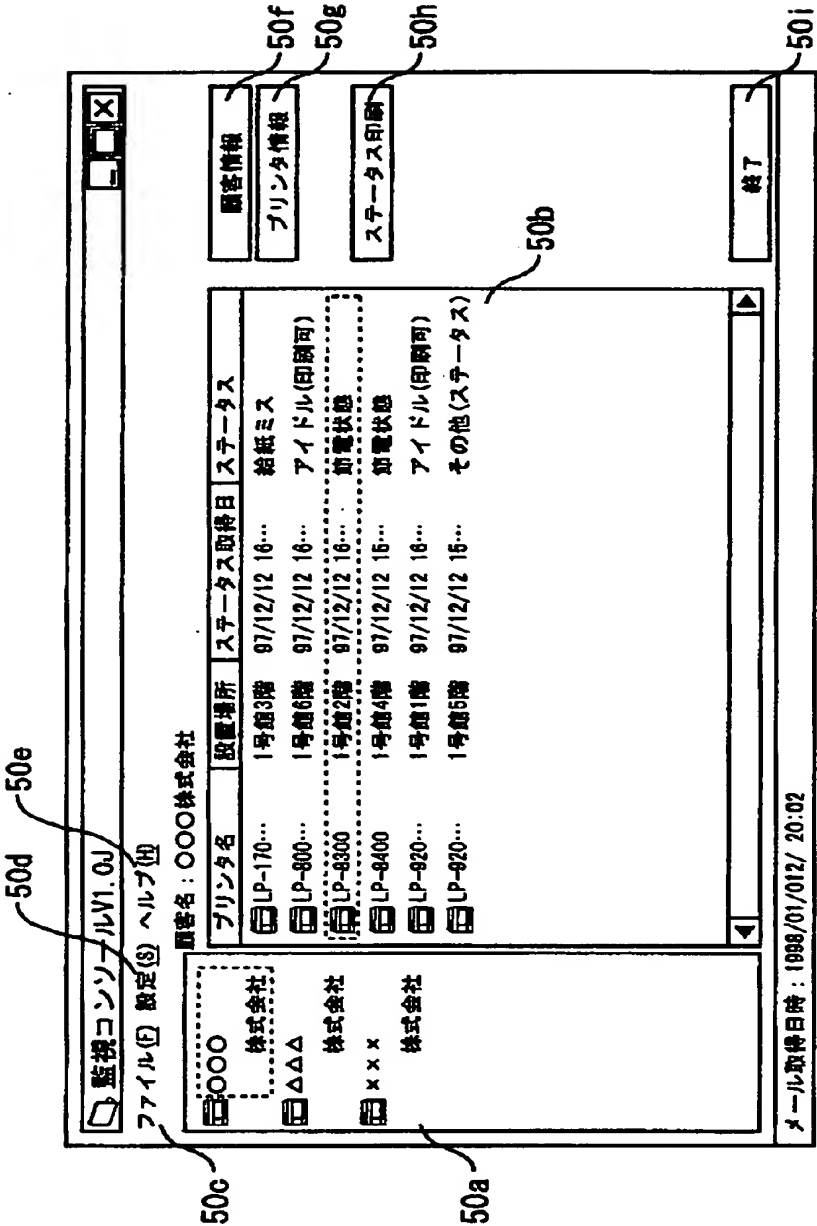 50d
50e
監視コンソールV1.0J
50c
ファイル(F) 設定(S) ヘルプ(H)
顧客名:○○○株式会社
○○○
株式会社
△△△
株式会社
×××
株式会社
50a
プリンタ名 設置場所 ステータス取得日 ステータス
LP-170… 1号館3階 97/12/12 16… 給紙ミス
LP-800… 1号館6階 97/12/12 16… アイドル(印刷可)
LP-8300 1号館2階 97/12/12 16… 節電状態
LP-8400 1号館4階 97/12/12 16… 節電状態
LP-920… 1号館1階 97/12/12 16… アイドル(印刷可)
LP-920… 1号館5階 97/12/12 15… その他(ステータス)
50b
顧客情報
50f
プリンタ情報
50g
ステータス印刷
50h
終了
50i
メール取得日時:1998/01/012/ 20:02